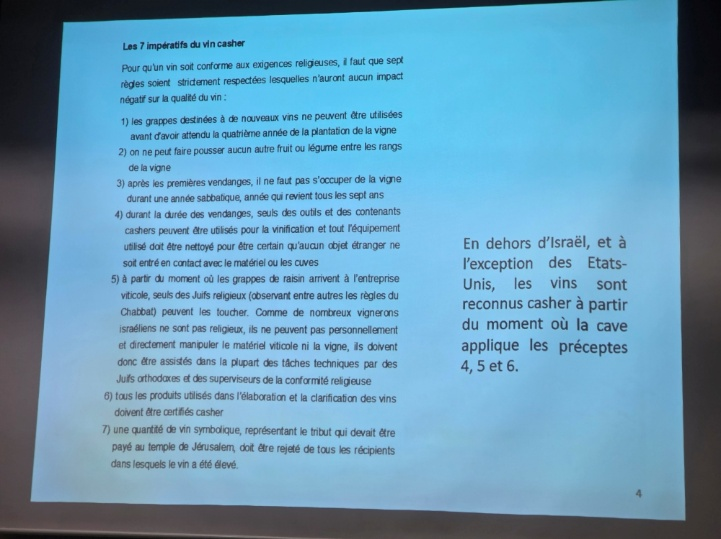 Les 7 impératifs du vin casher
Pour qu'un vin soit conforme aux exigences religieuses, il faut que sept
règles soient strictement respectées lesquelles n'auront aucun impact
négatif sur la qualité du vin :
1) les grappes destinées à de nouveaux vins ne peuvent être utilisées
avant d'avoir attendu la quatrième année de la plantation de la vigne
2) on ne peut faire pousser aucun autre fruit ou légume entre les rangs
de la vigne
3) après les premières vendanges, il ne faut pas s'occuper de la vigne
durant une année sabbatique, année qui revient tous les sept ans
4) durant la durée des vendanges, seuls des outils et des contenants
cashers peuvent être utilisés pour la vinification et tout l'équipement
utilisé doit être nettoyé pour être certain qu'aucun objet étranger ne
soit entré en contact avec le matériel ou les cuves
5) à partir du moment où les grappes de raisin arrivent à l'entreprise
viticole, seuls des Juifs religieux (observant entre autres les règles du
Chabbat) peuvent les toucher. Comme de nombreux vignerons
israéliens ne sont pas religieux, ils ne peuvent pas personnellement
et directement manipuler le matériel viticole ni la vigne, ils doivent
donc être assistés dans la plupart des tâches techniques par des
Juifs orthodoxes et des superviseurs de la conformité religieuse
6) tous les produits utilisés dans l'élaboration et la clarification des vins
doivent être certifiés casher
7) une quantité de vin symbolique, représentant le tribut qui devait être
payé au temple de Jérusalem, doit être rejeté de tous les récipients
dans lesquels le vin a été élevé.
En dehors d'Israël, et à
l'exception des Etats-
Unis, les vins sont
reconnus casher à partir
du moment où la cave
applique les préceptes
4, 5 et 6.
4